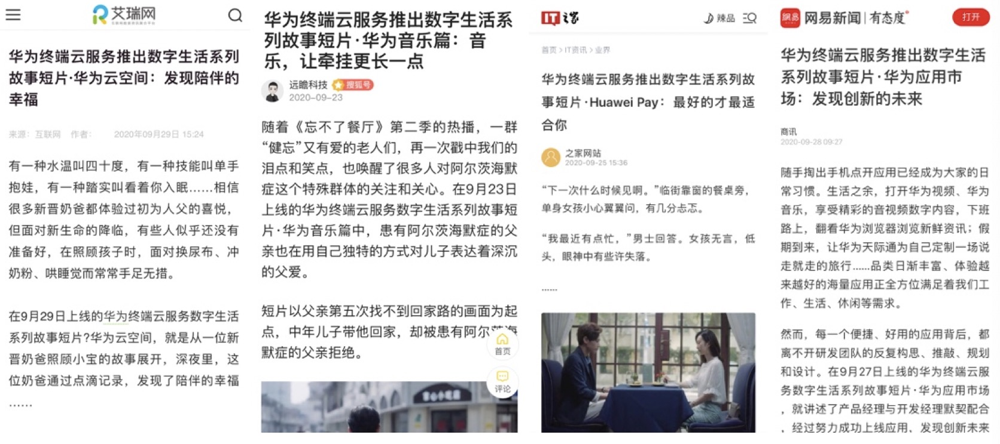 艾瑞网
华为终端云服务推出数字生活系列
故事短片·华为云空间：发现陪伴的
幸福
来源：互联网 作者： 2020年09月29日 15:24
有一种水温叫四十度，有一种技能叫单手
抱娃，有一种踏实叫看着你入眠……相信
很多新晋奶爸都体验过初为人父的喜悦，
但面对新生命的降临，有些人似乎还没有
准备好，在照顾孩子时，面对换尿布、冲
奶粉、哄睡觉而常常手足无措。
在9月29日上线的华为终端云服务数字生活
系列故事短片?华为云空间，就是从一位新
晋奶爸照顾小宝的故事展开，深夜里，这
位奶爸通过点滴记录，发现了陪伴的幸福
……
华为终端云服务推出数字生活系
列故事短片·华为音乐篇：音
乐，让牵挂更长一点
远瞻科技 搜狐号
2020-09-23
随着《忘不了餐厅》第二季的热播，一群
“健忘”又有爱的老人们，再一次戳中我们的
泪点和笑点，也唤醒了很多人对阿尔茨海默
症这个特殊群体的关注和关心。在9月23日
上线的华为终端云服务数字生活系列故事短
片·华为音乐篇中，患有阿尔茨海默症的父
亲也在用自己独特的方式对儿子表达着深沉
的父爱。
短片以父亲第五次找不到回家路的画面为起
点，中年儿子带他回家，却被患有阿尔茨海
默症的父亲拒绝。
首页
评论
IT之家
辣品
首页 > IT资讯 > 业界
华为终端云服务推出数字生活系列故
事短片·Huawei Pay：最好的才最适
合你
之家网站
2020-09-25 15:36
“下一次什么时候见啊。”临街靠窗的餐桌旁，
单身女孩小心翼翼问，有几分忐忑。
“我最近有点忙，”男士回答。女孩无言，低
头，眼神中有些许失落。
……
網易 网易新闻 | 有态度°
打开
华为终端云服务推出数字生活
系列故事短片·华为应用市
场：发现创新的未来
商讯
2020-09-28 09:27
随手掏出手机点开应用已经成为大家的日
常习惯。生活之余，打开华为视频、华为
音乐，享受精彩的音视频数字内容，下班
路上，翻看华为浏览器浏览新鲜资讯；假
期到来，让华为天际通为自己定制一场说
走就走的旅行……品类日渐丰富、体验越
来越好的海量应用正全方位满足着我们工
作、生活、休闲等需求。
然而，每一个便捷、好用的应用背后，都
离不开研发团队的反复构思、推敲、规划
和设计。在9月27日上线的华为终端云服
务数字生活系列故事短片·华为应用市场
，就讲述了产品经理与开发经理默契配合
，经过努力成功上线应用，发现创新未来